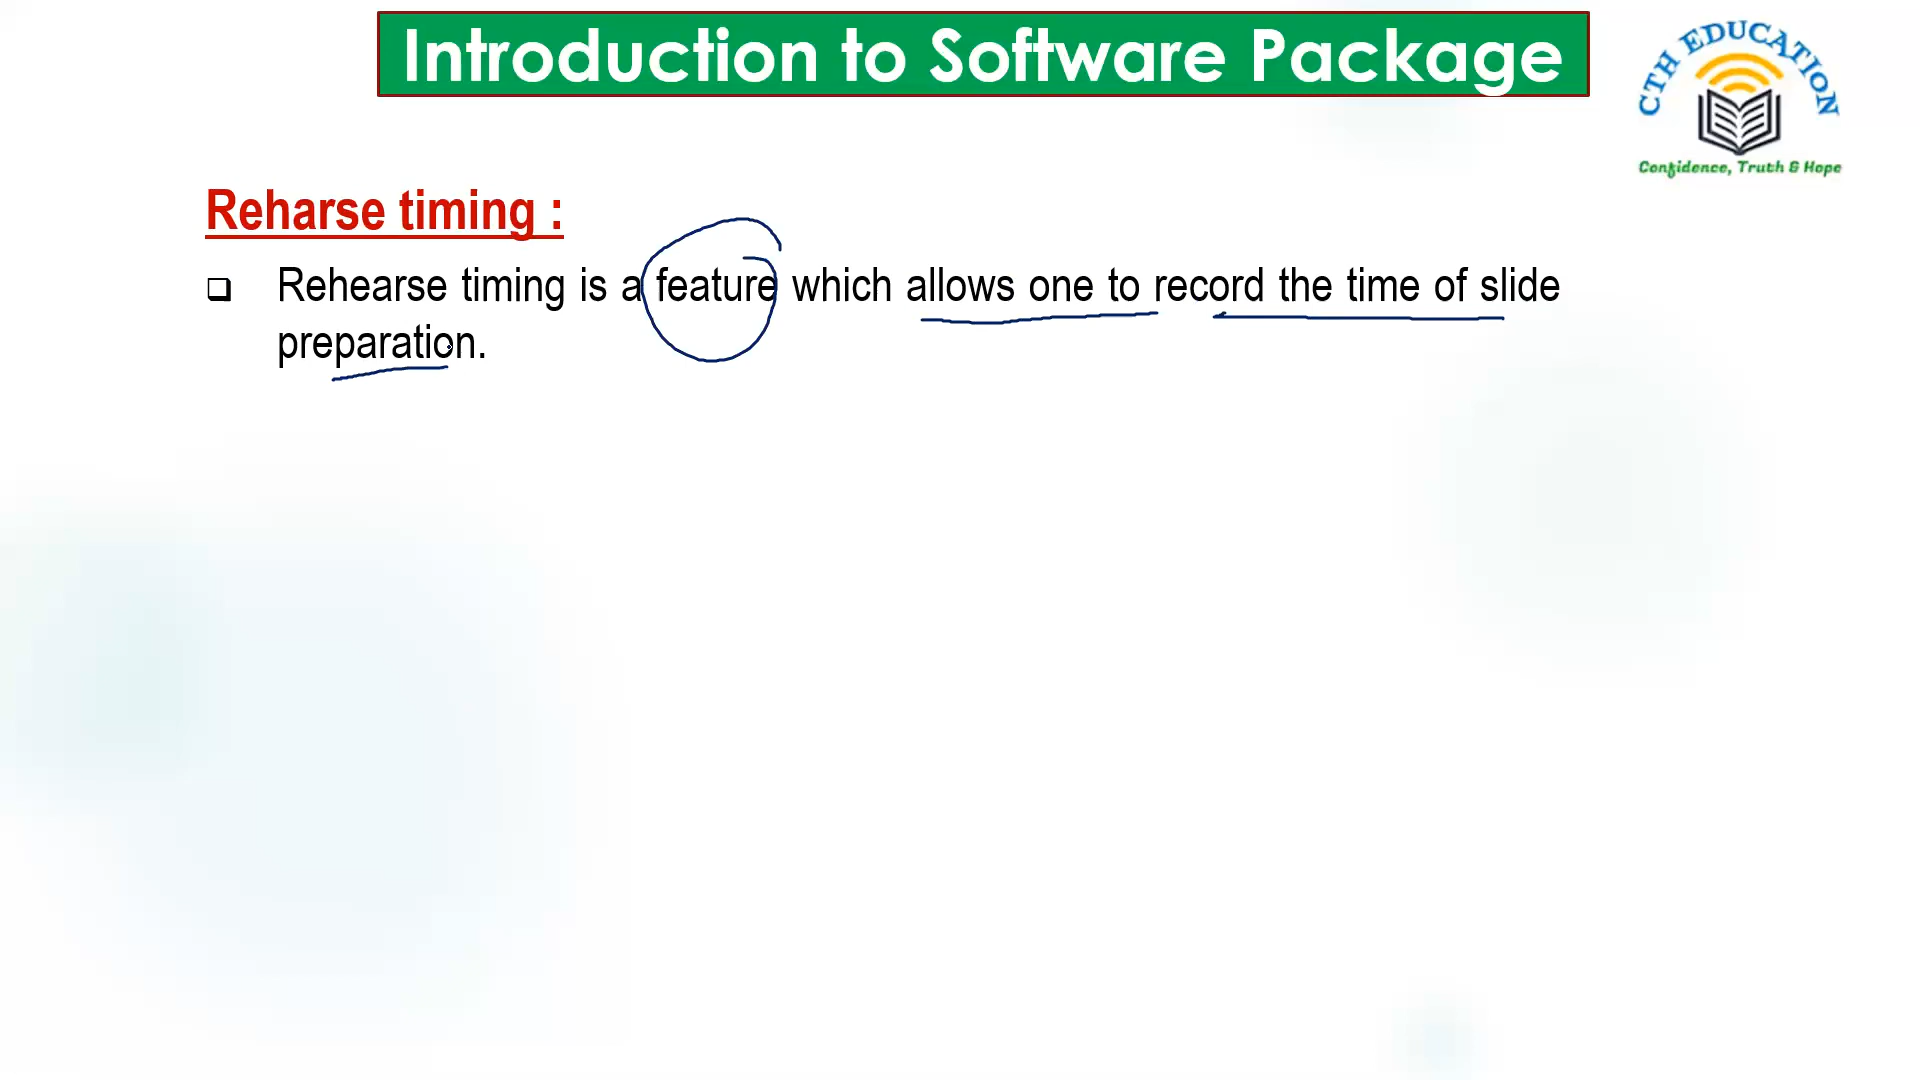 Introduction to Software Package
CTH EDUCATION
Confidence, Truth & Hope
Reharse timing :
Rehearse timing is a feature which allows one to record the time of slide
preparation.